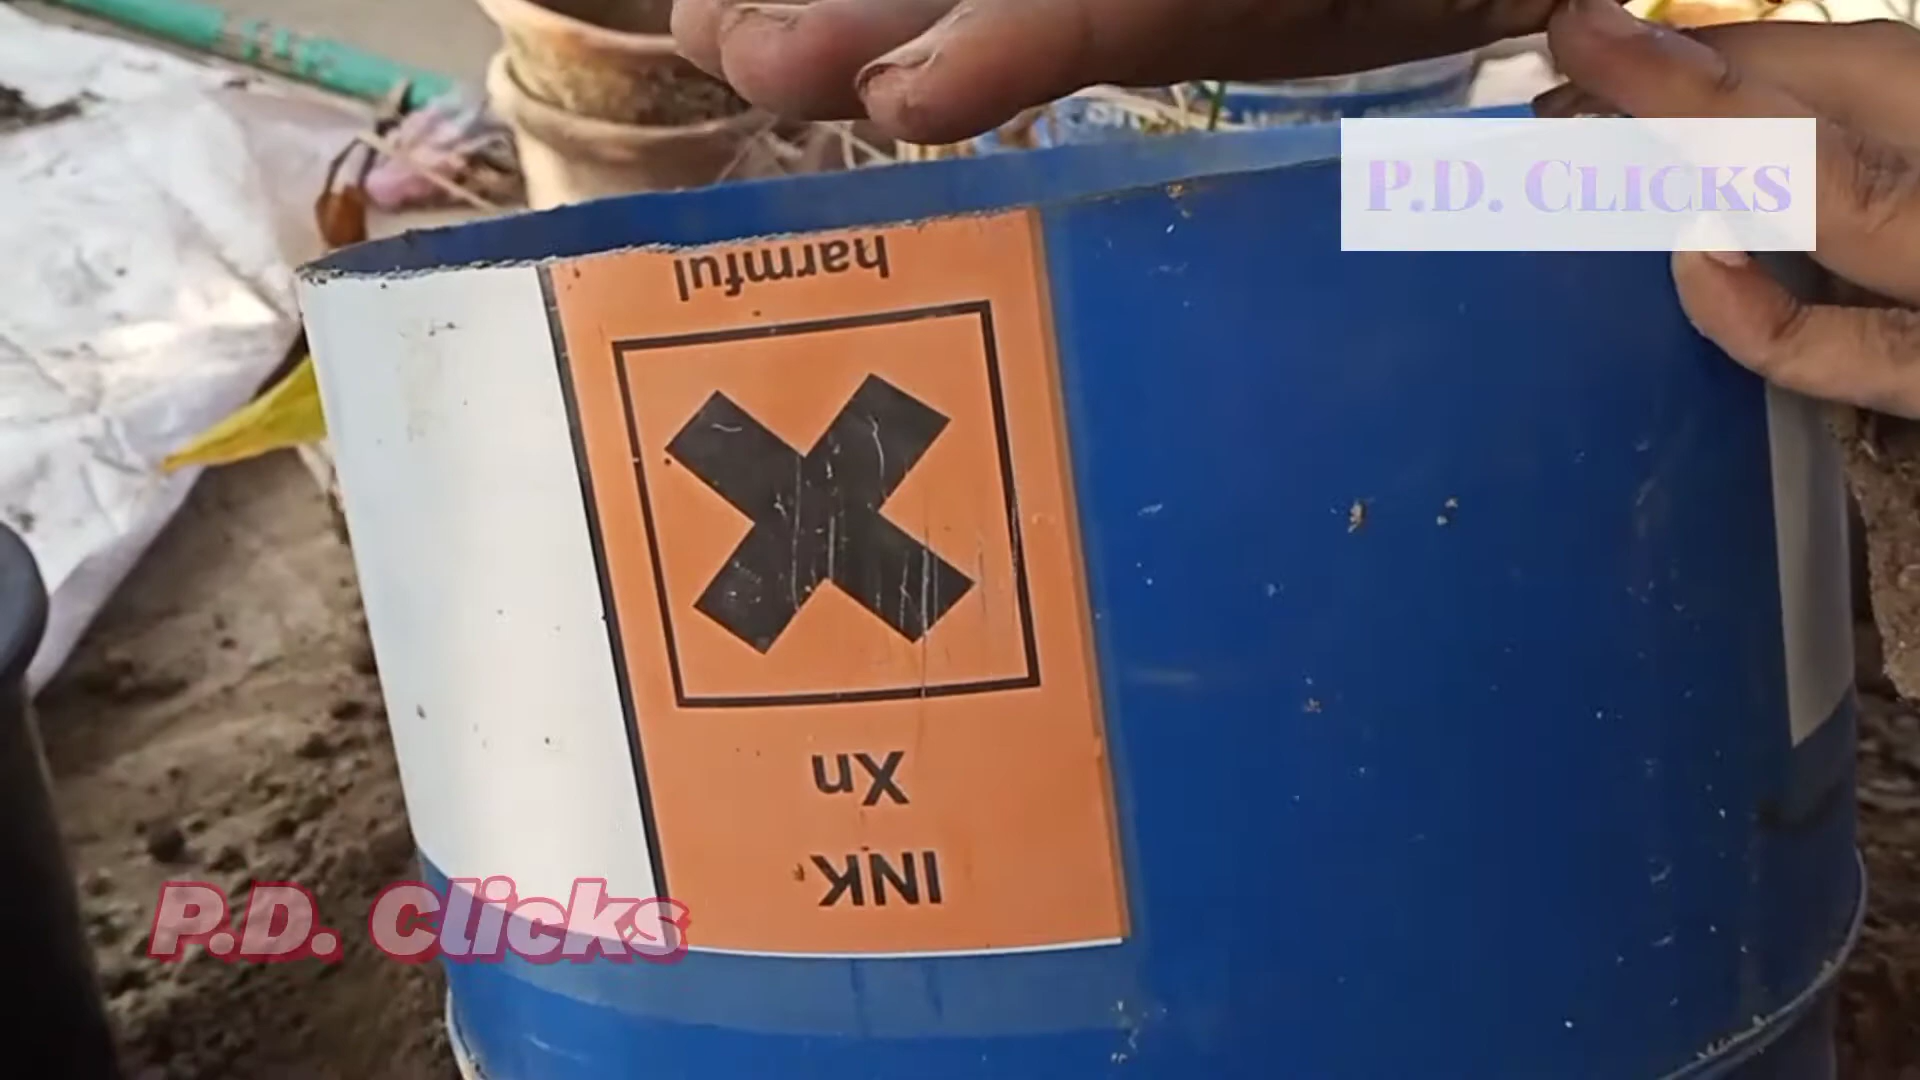 P.D. CLICKS
harmful
Xn
INK
P.D. Clicks